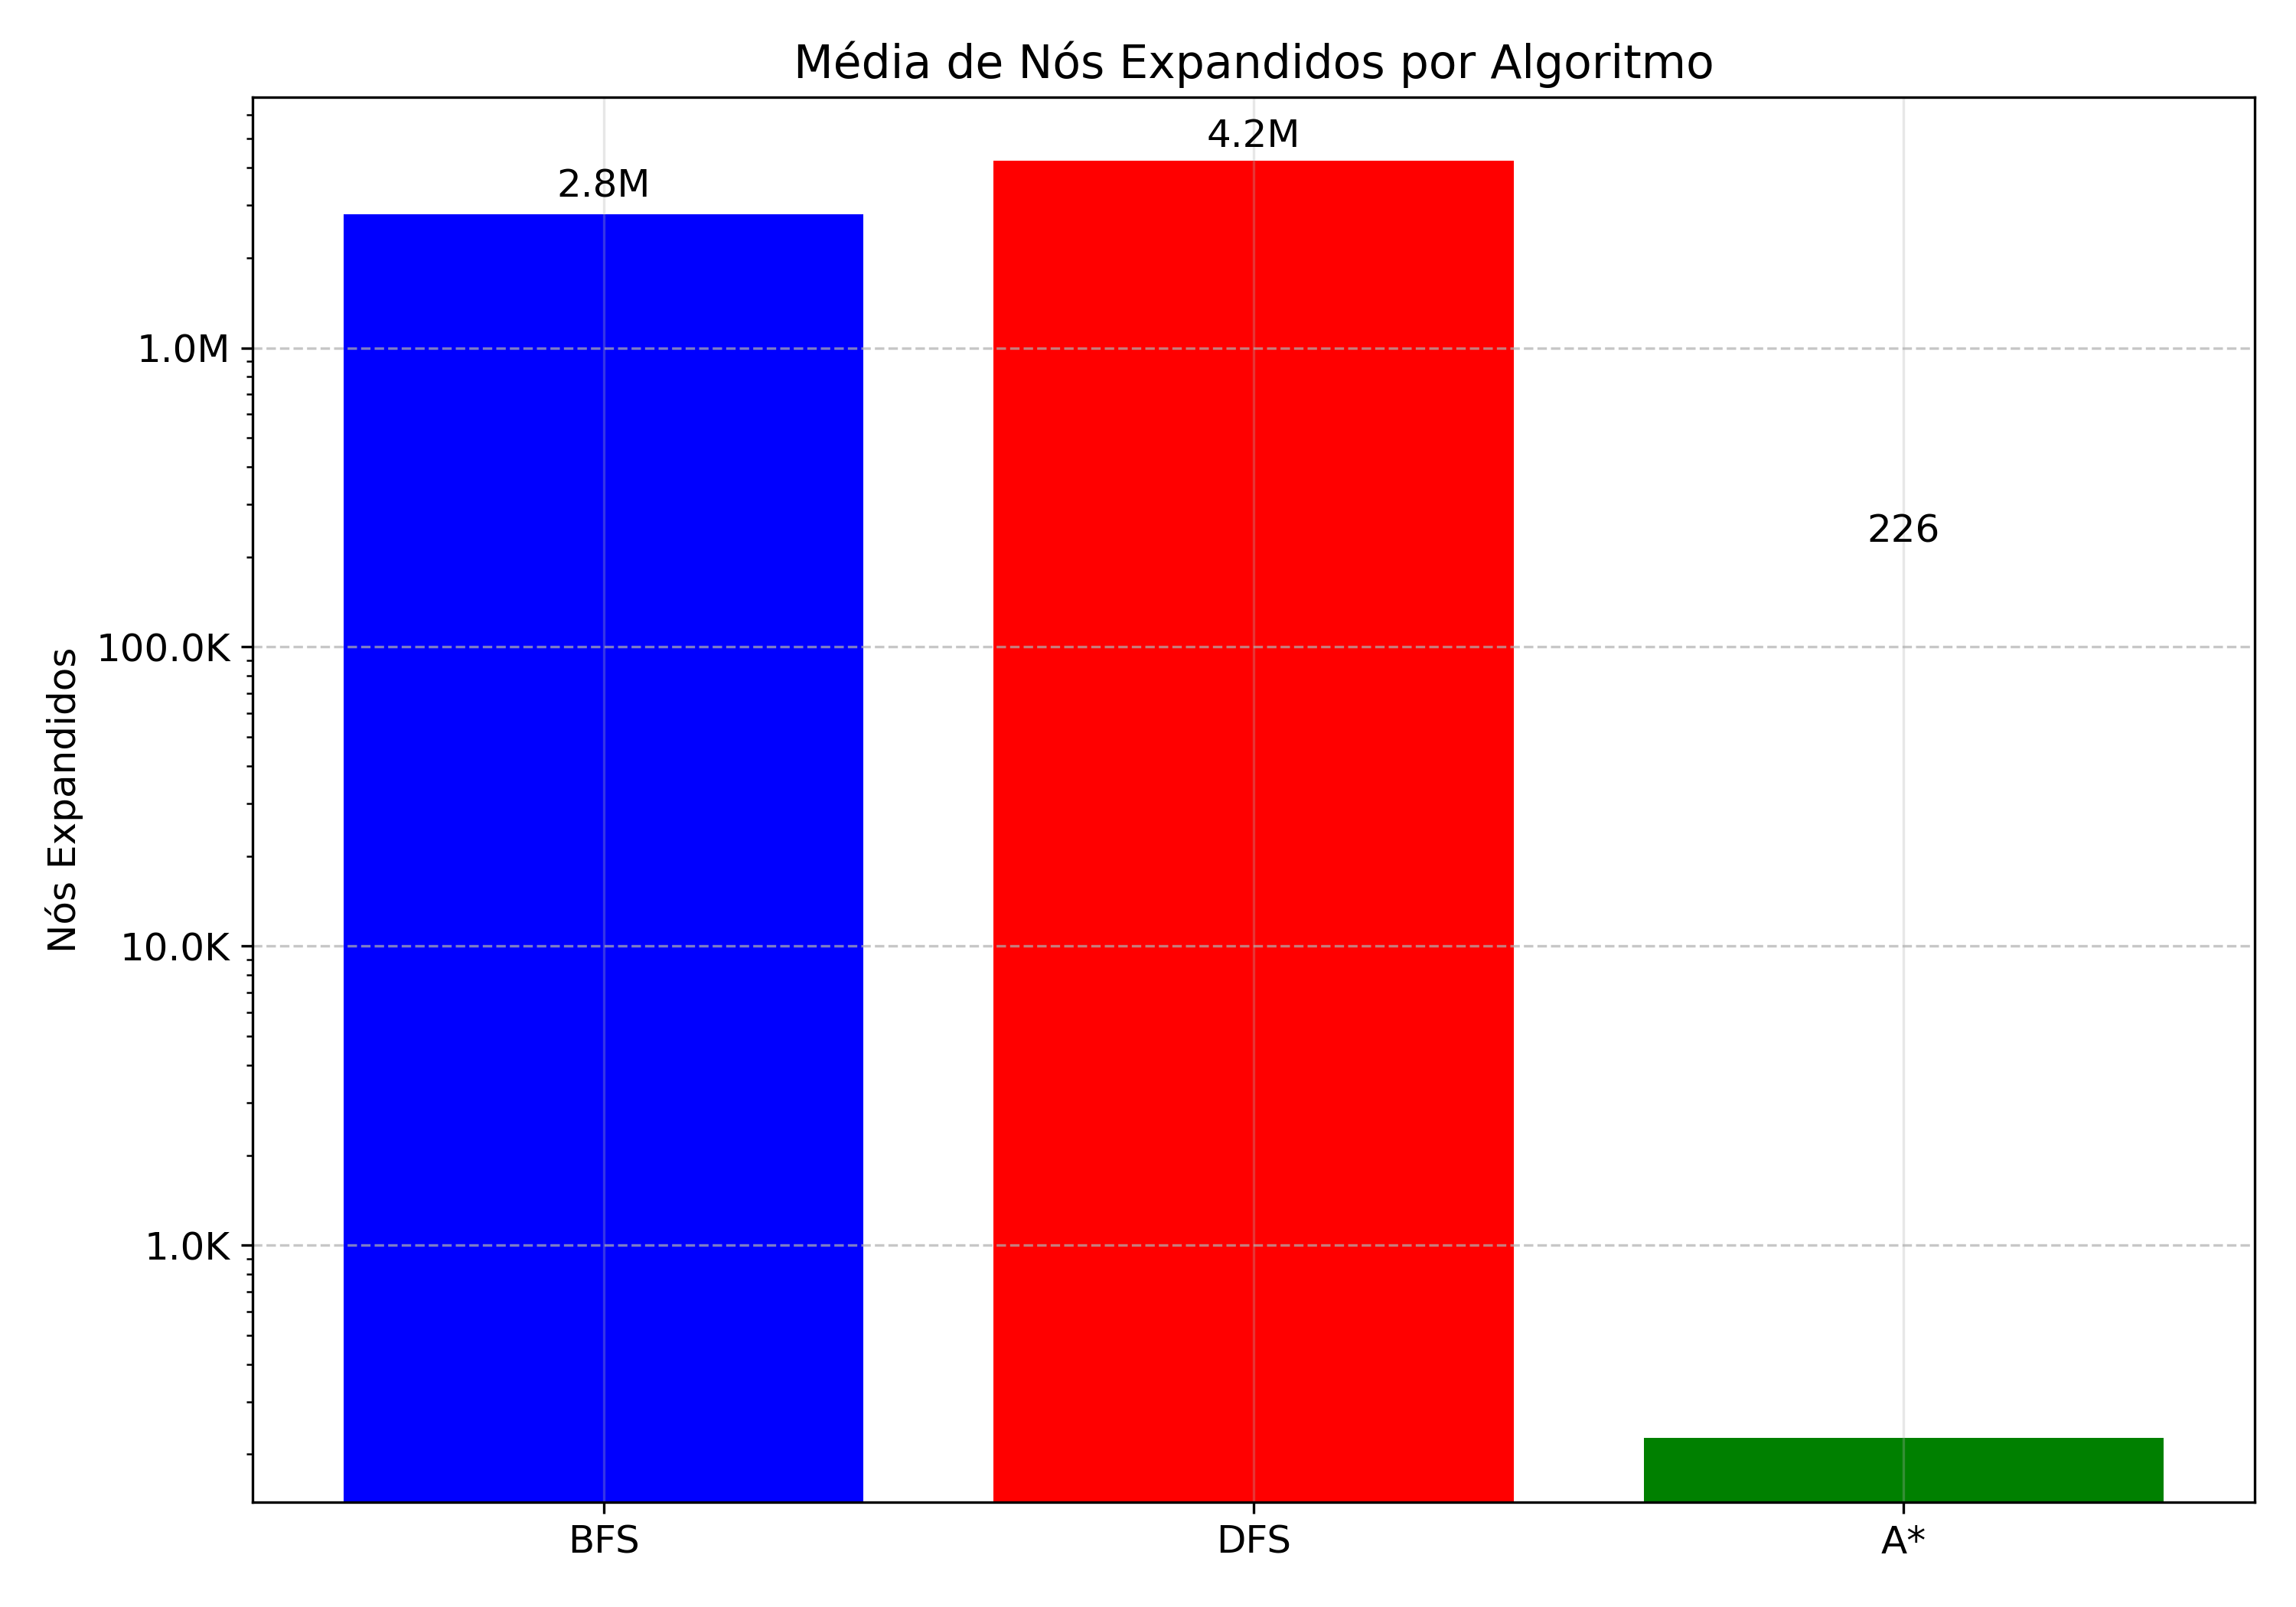 Média de Nós Expandidos por Algoritmo
4.2M
2.8M
1.0M
226
100.0K
Nós Expandidos
10.0K
1.0K
BFS
DFS
A*